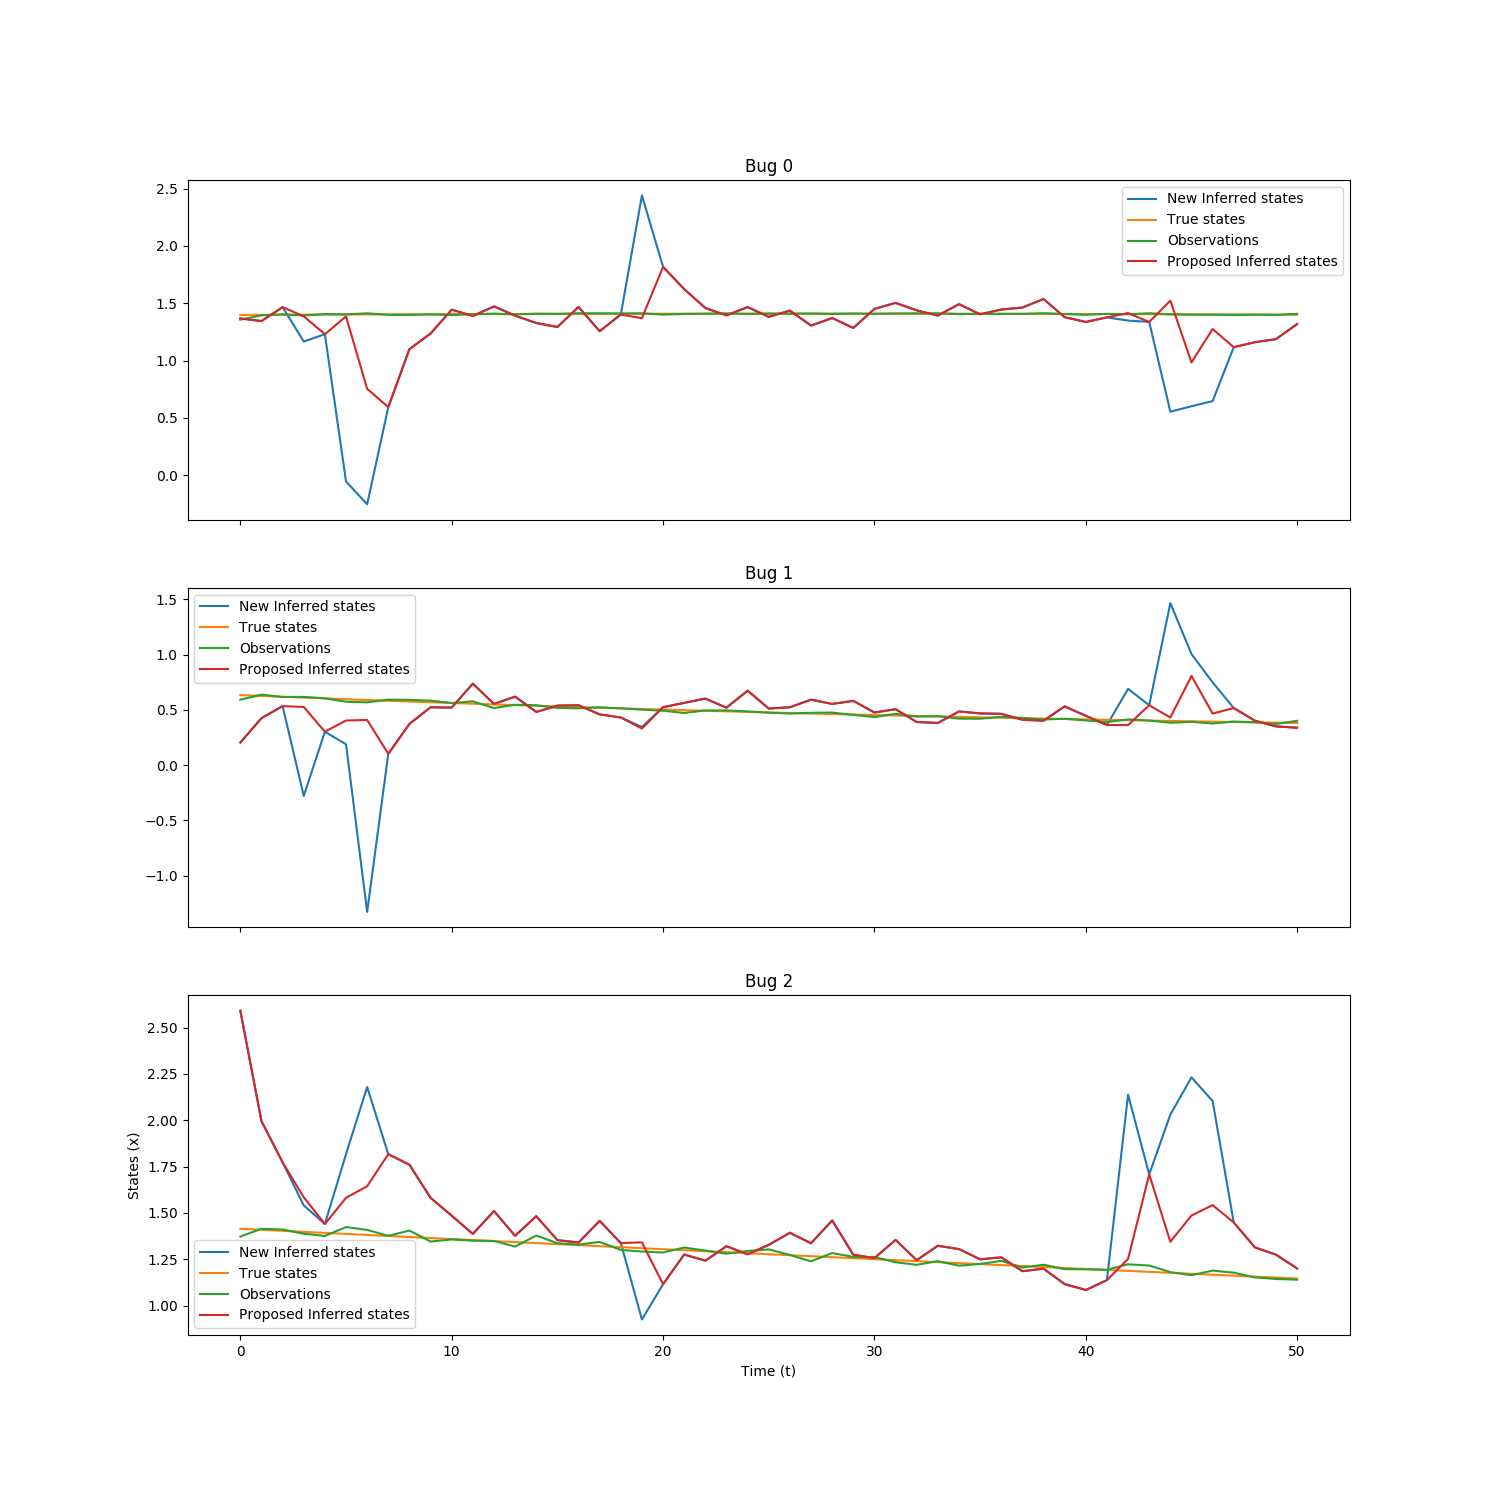 Bug 0
2.5
2.0
1.5
1.0
0.5
0.0
New Inferred states
True states
Observations
Proposed Inferred states
Bug 1
1.5
1.0
0.5
0.0
−0.5
−1.0
New Inferred states
True states
Observations
Proposed Inferred states
Bug 2
States (x)
2.50
2.25
2.00
1.75
1.50
1.25
1.00
New Inferred states
True states
Observations
Proposed Inferred states
0 10 20 30 40 50
Time (t)